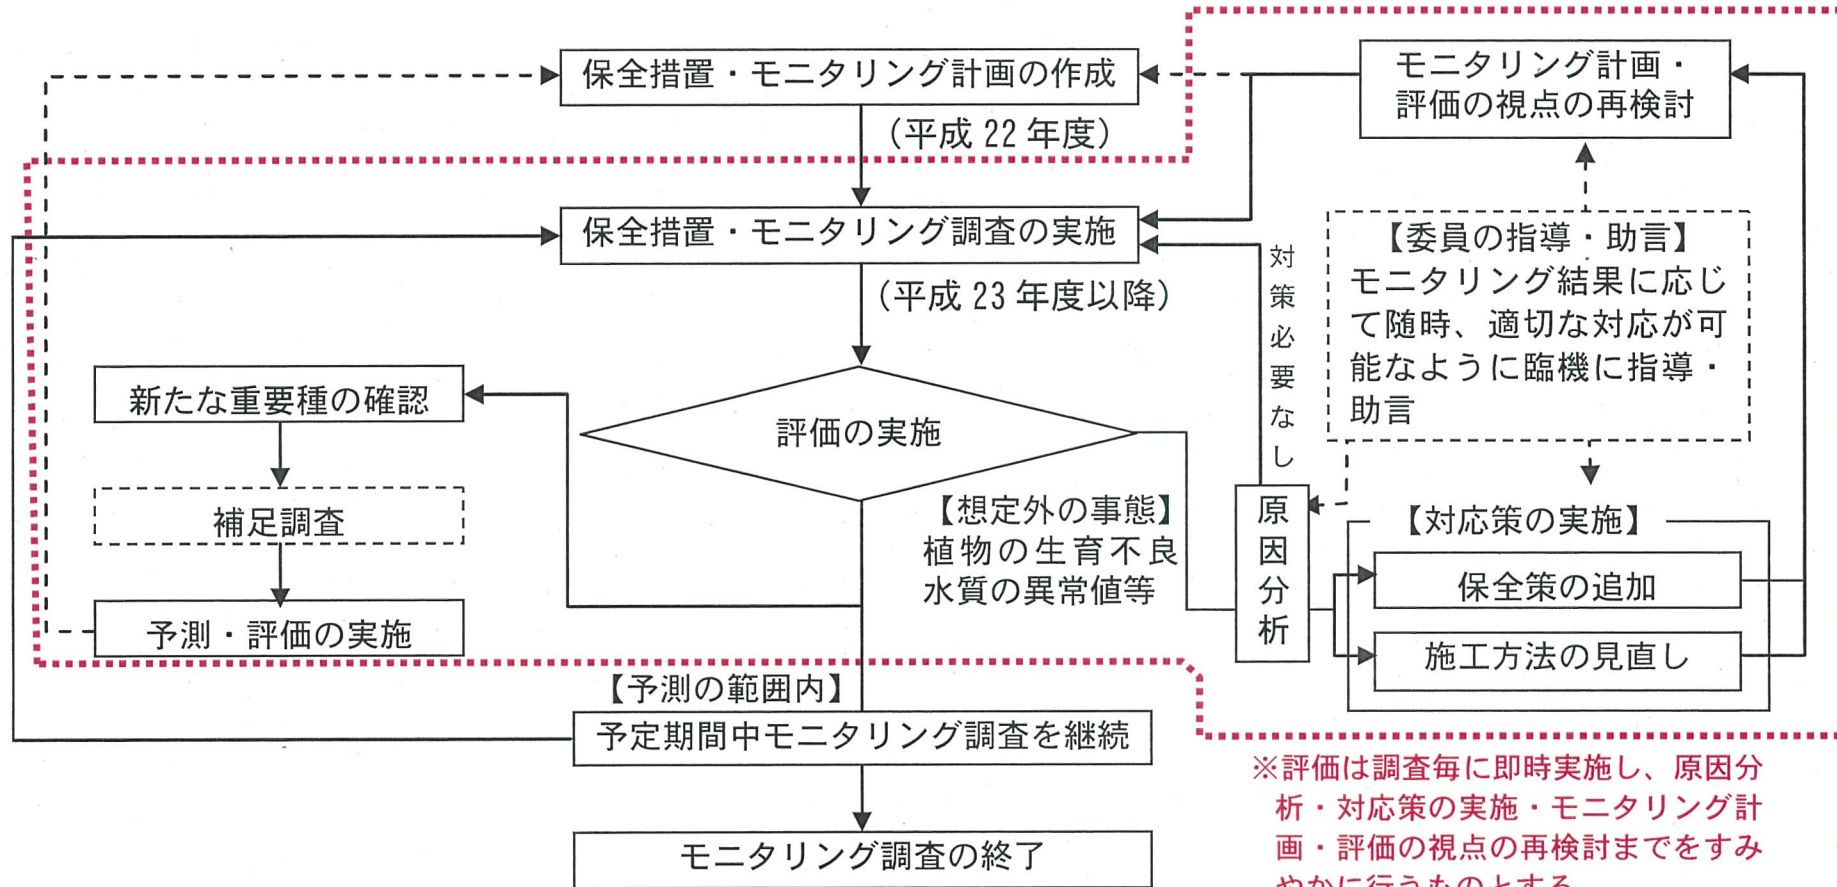 保全措置・モニタリング計画の作成
(平成 22 年度)
モニタリング計画・
評価の視点の再検討
保全措置・モニタリング調査の実施
(平成 23 年度以降)
対策必要なし
【委員の指導・助言】
モニタリング結果に応じ
て随時、適切な対応が可
能なように臨機に指導・
助言
新たな重要種の確認
評価の実施
補足調査
【想定外の事態】
植物の生育不良
水質の異常値等
原因分析
【対応策の実施】
保全策の追加
施工方法の見直し
予測・評価の実施
【予測の範囲内】
予定期間中モニタリング調査を継続
モニタリング調査の終了
※評価は調査毎に即時実施し、原因分
析・対応策の実施・モニタリング計
画・評価の視点の再検討までをすみ
やかに行うものとする